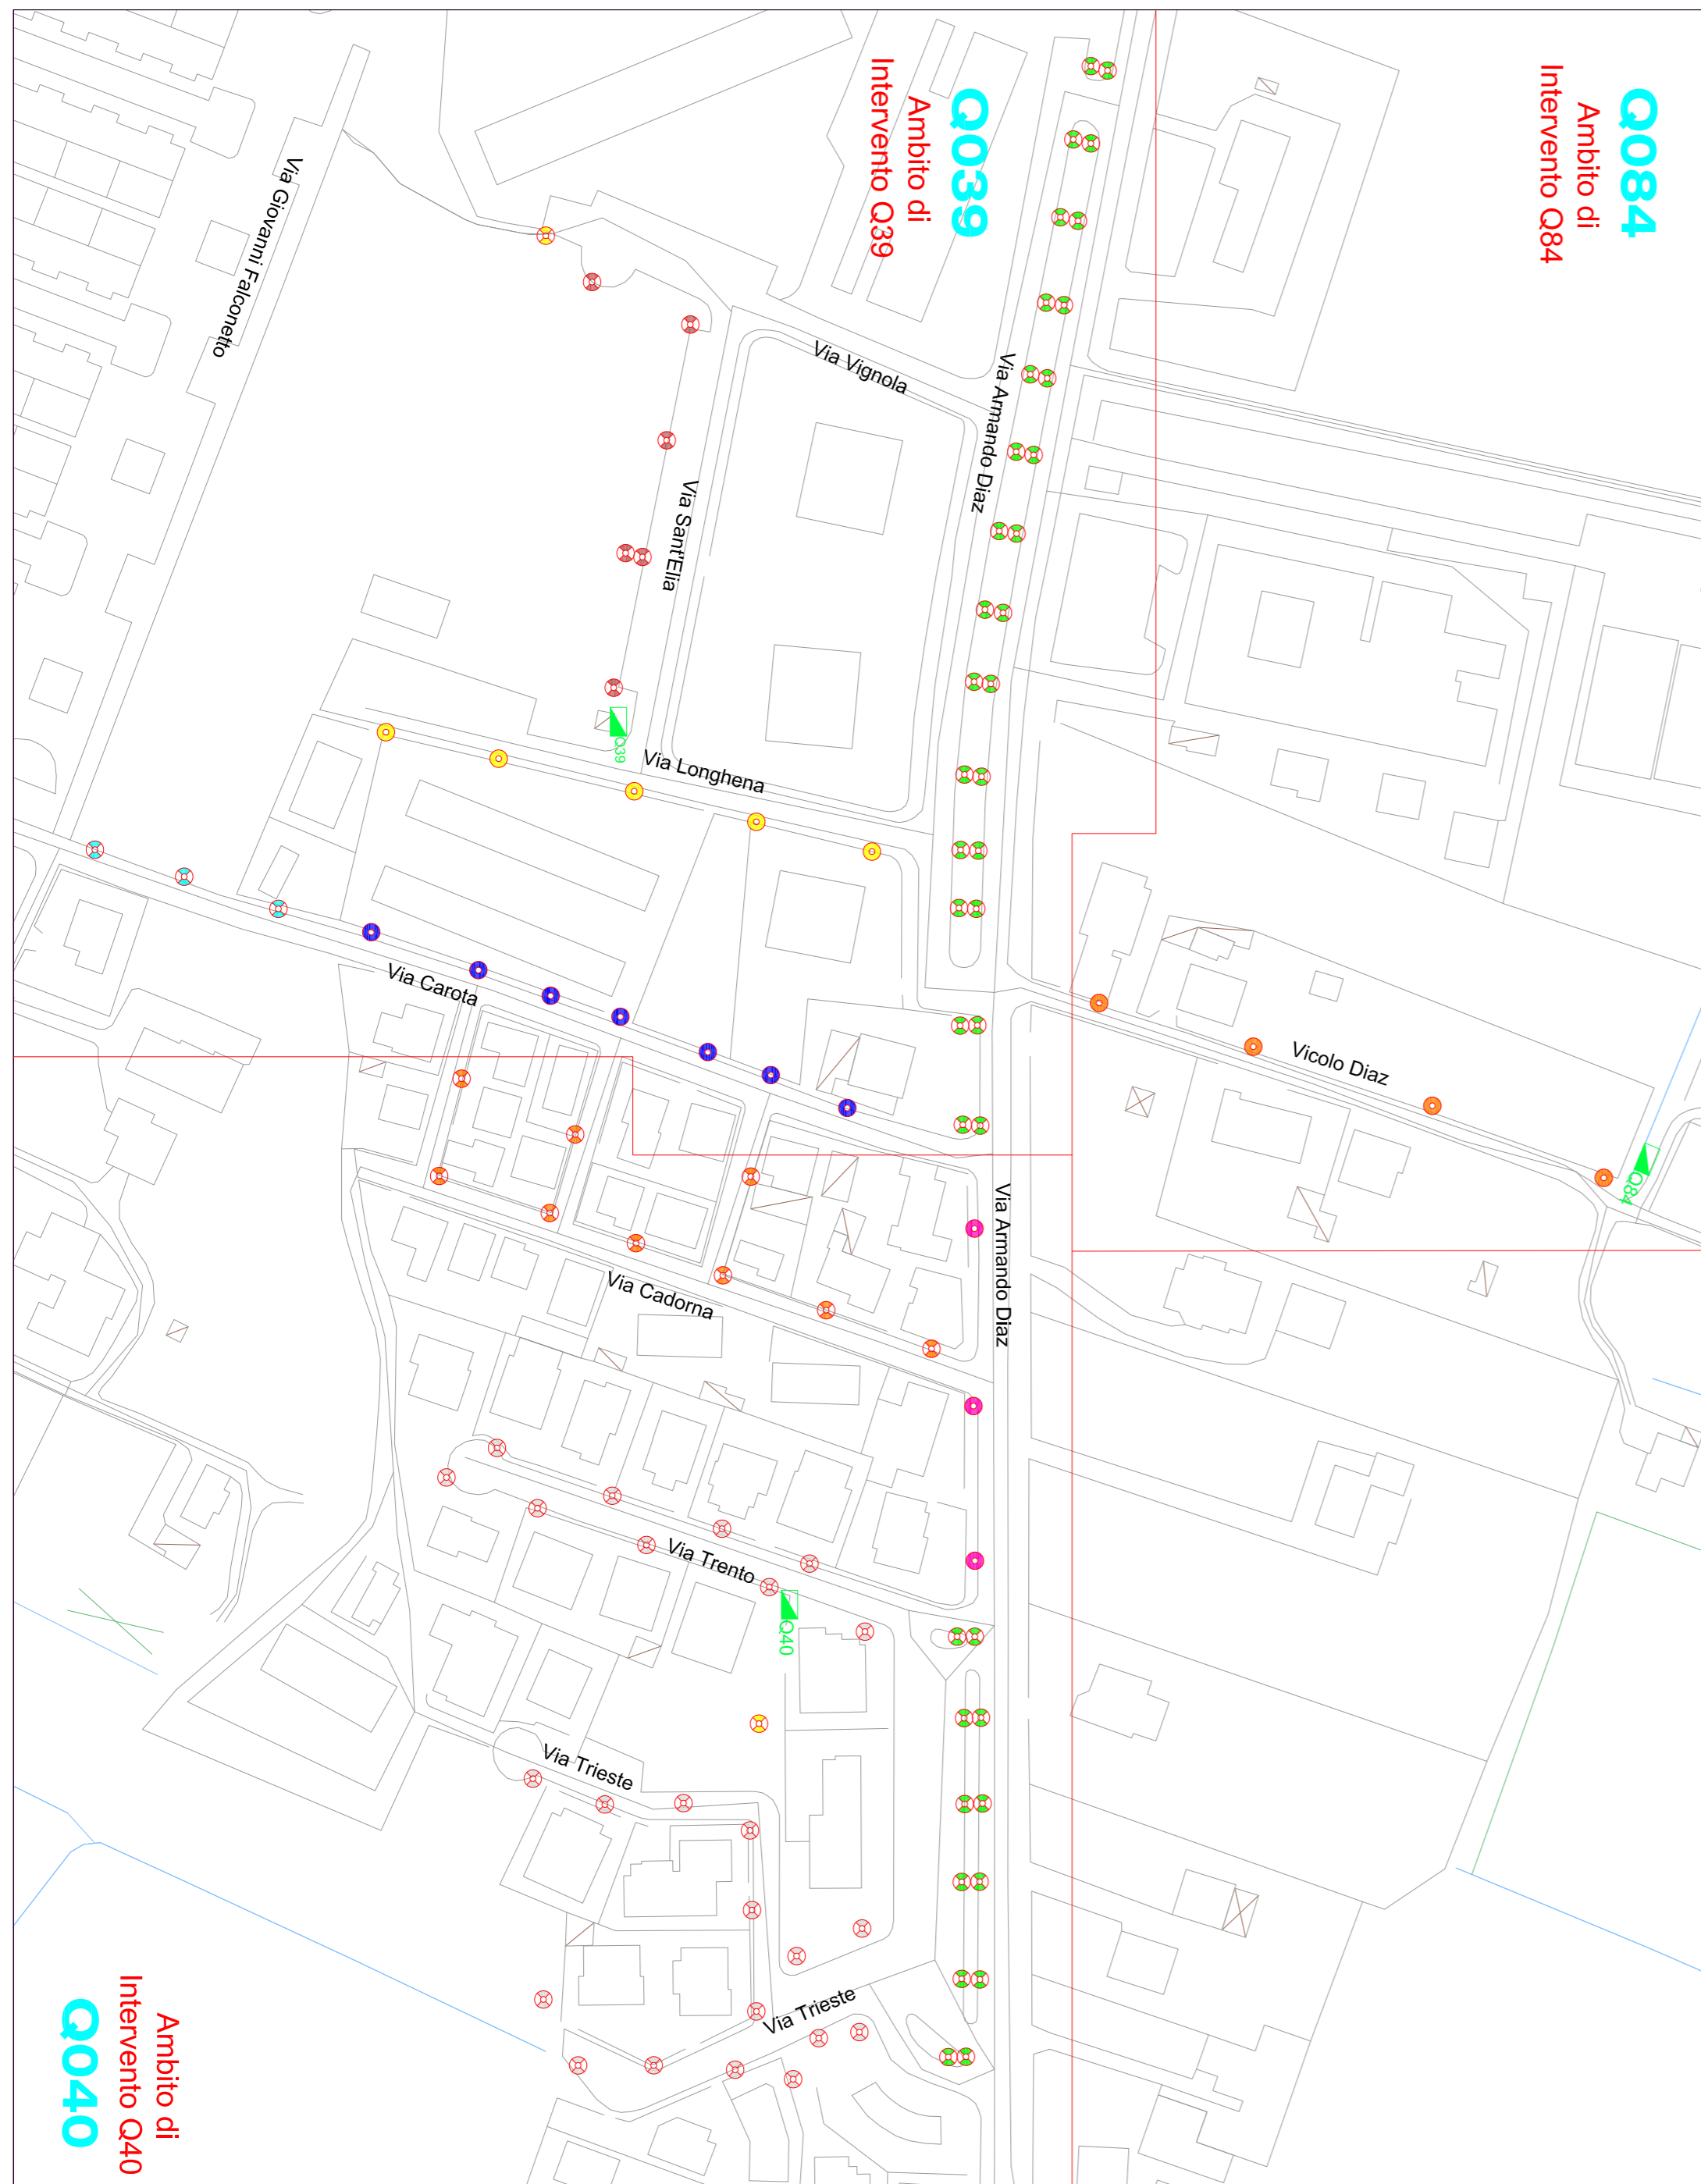 Q084
Ambito di
Intervento Q84
Q039
Ambito di
Intervento Q39
Via Giovanni Falconetto
Via Vignola
Via Armando Diaz
Via Sant'Elia
Q39
Via Longhena
Via Carota
Vicolo Diaz
Q84
Via Armando Diaz
Via Cadorna
Via Trento
Q40
Via Trieste
Via Trieste
Ambito di
Intervento Q40
Q040